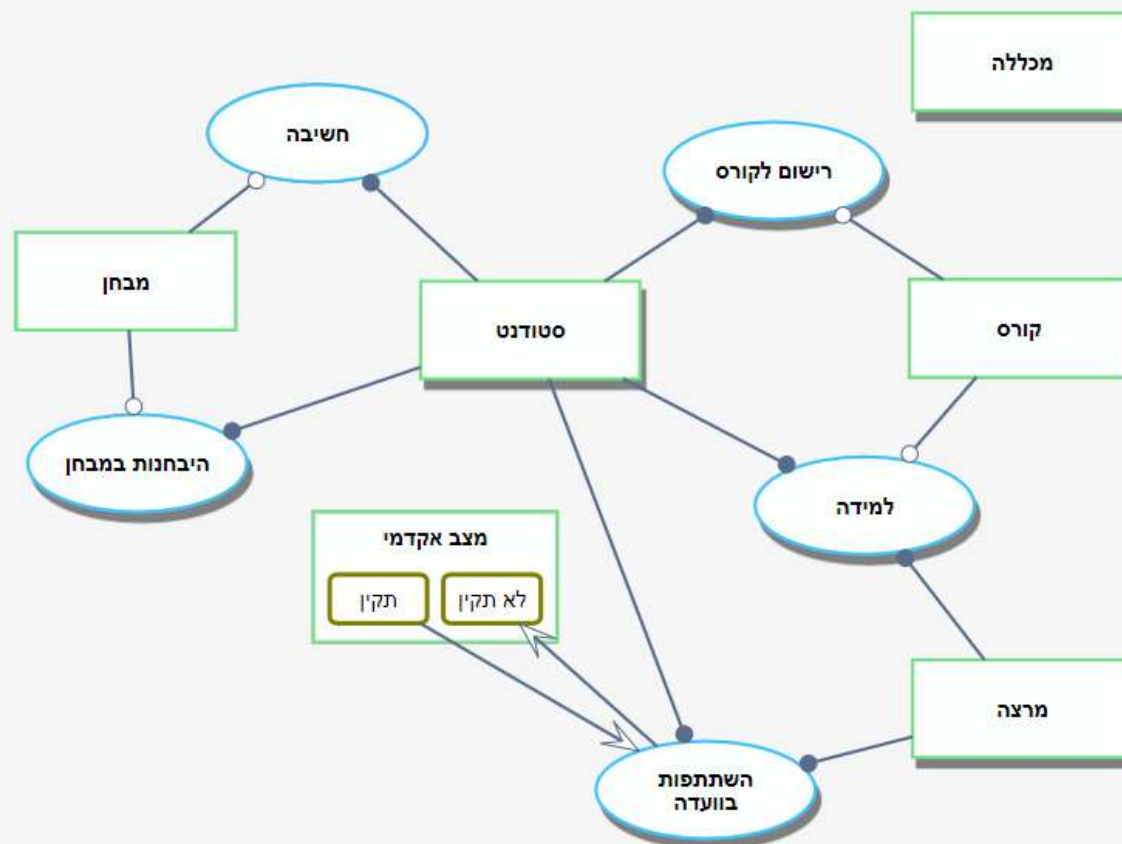 מכללה
חשיבה
רישום לקורס
מבחן
סטודנט
קורס
היבחנות במבחן
למידה
מצב אקדמי
לא תקין
תקין
מרצה
השתתפות
בוועדה